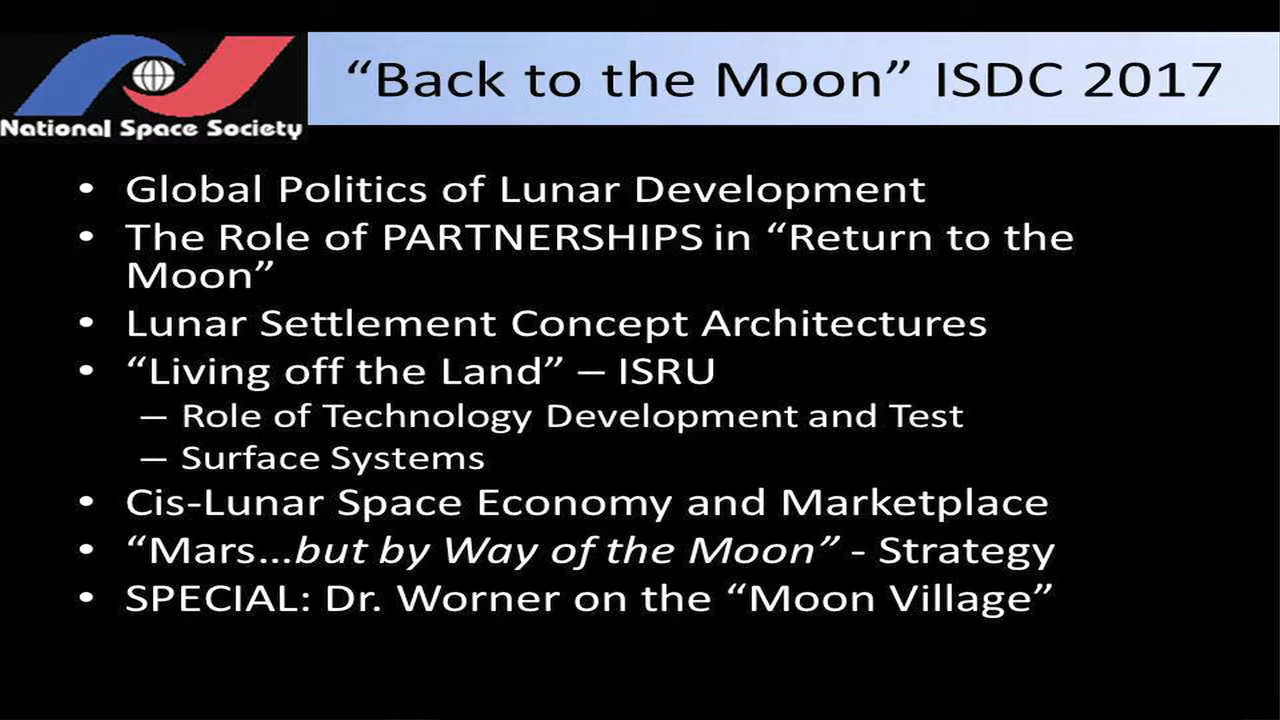 National Space Society
“Back to the Moon” ISDC 2017
• Global Politics of Lunar Development
• The Role of PARTNERSHIPS in “Return to the
Moon”
• Lunar Settlement Concept Architectures
• “Living off the Land” – ISRU
– Role of Technology Development and Test
– Surface Systems
• Cis-Lunar Space Economy and Marketplace
• “Mars…but by Way of the Moon” - Strategy
• SPECIAL: Dr. Worner on the “Moon Village”